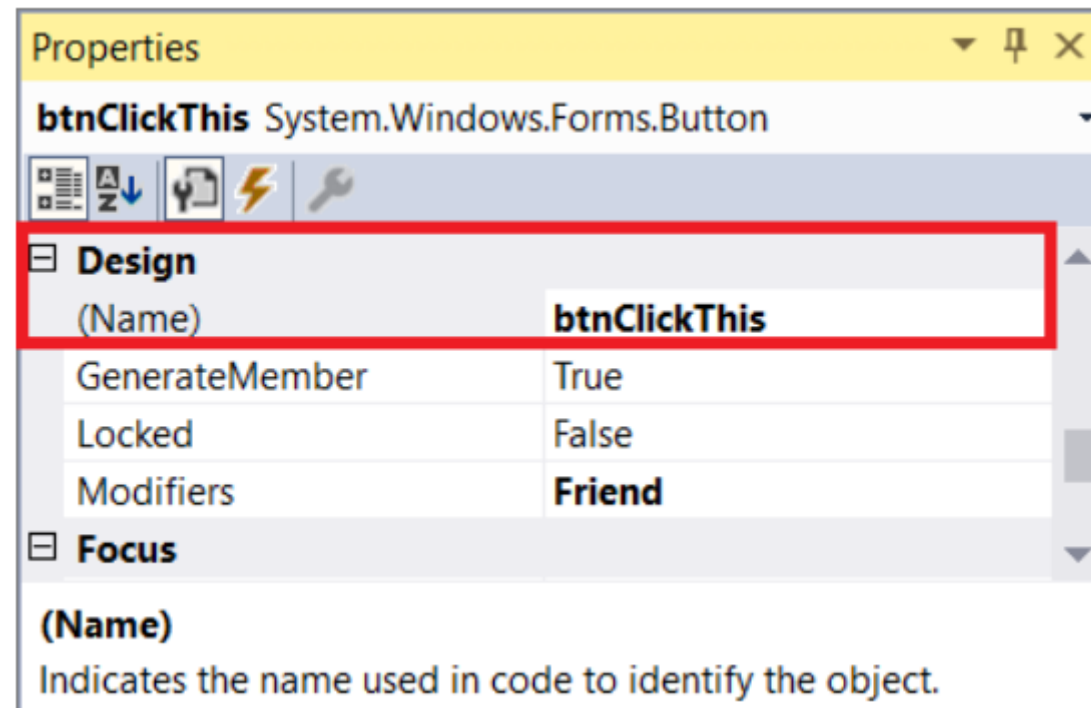 Properties
btnClickThis System.Windows.Forms.Button
Design
(Name) btnClickThis
GenerateMember True
Locked False
Modifiers Friend
Focus
(Name)
Indicates the name used in code to identify the object.